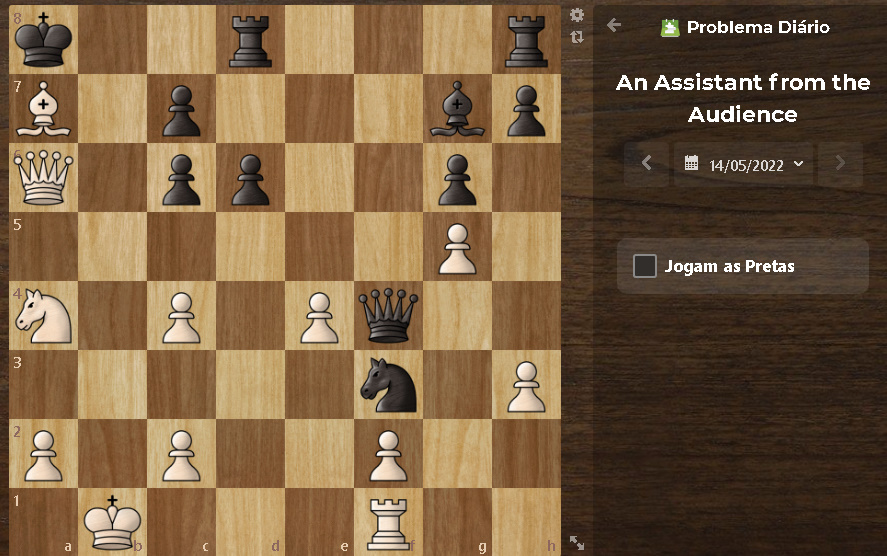 8
7
6
5
4
3
2
1
a b c d e f g h
Problema Diário
An Assistant from the
Audience
14/05/2022
Jogam as Pretas